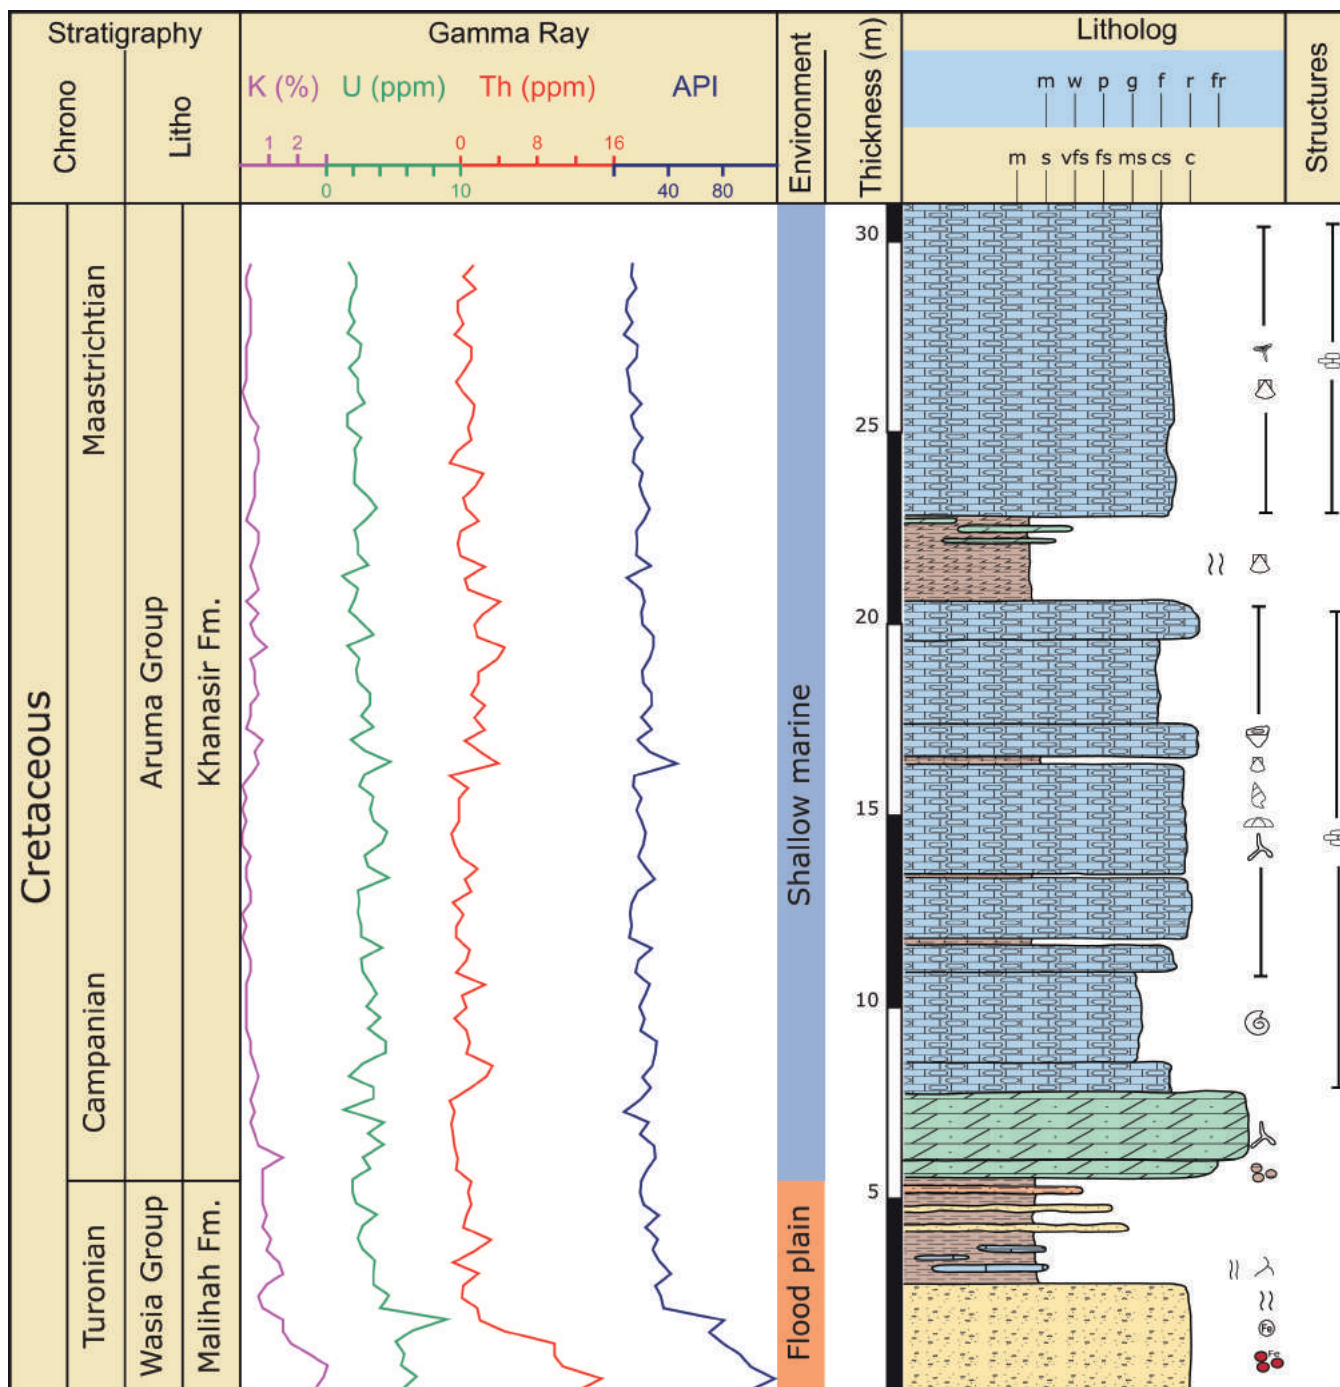 Stratigraphy
Gamma Ray
Litholog
Chrono
Litho
K (%)
U (ppm)
Th (ppm)
API
Environment
Thickness (m)
Structures
m w p g f r fr
m s vfs fs ms cs c
1 2
0 8 16
0 10
40 80
Cretaceous
Maastrichtian
Campanian
Turonian
Aruma Group
Wasia Group
Khanasir Fm.
Malihah Fm.
Shallow marine
Flood plain
30
25
20
15
10
5
Fe
Fe